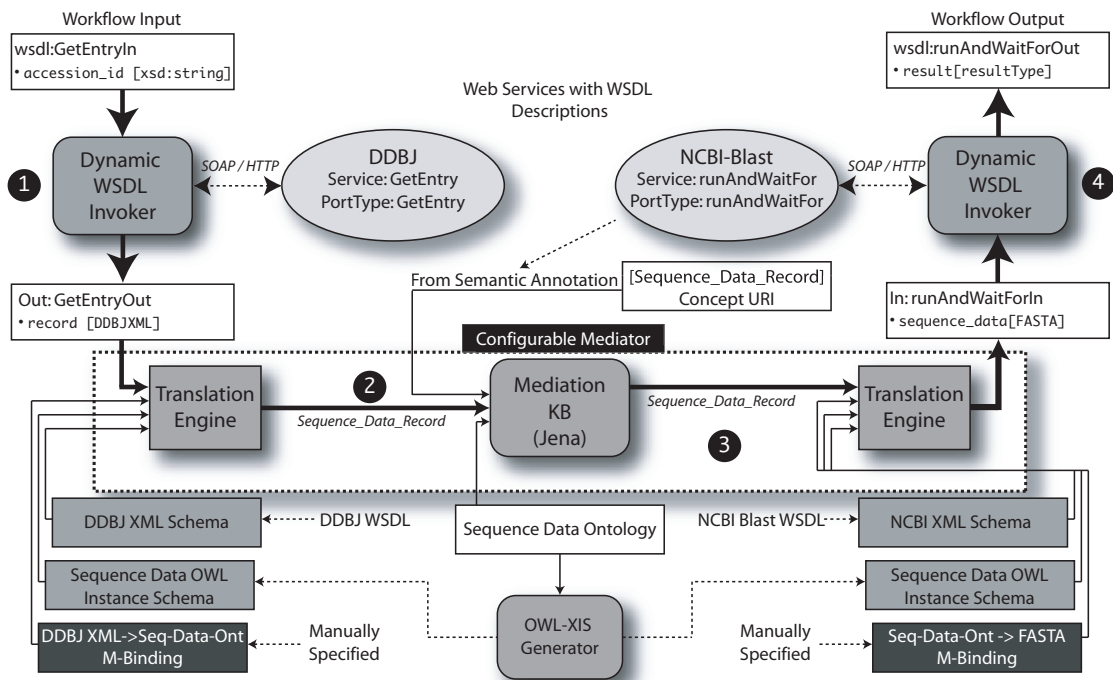 Workflow Input
Workflow Output
wsdl:GetEntryIn
• accession_id [xsd:string]
wsdl:runAndWaitForOut
• result[resultType]
Web Services with WSDL
Descriptions
1
Dynamic
WSDL
Invoker
SOAP / HTTP
DDBJ
Service: GetEntry
PortType: GetEntry
NCBI-Blast
Service: runAndWaitFor
PortType: runAndWaitFor
SOAP / HTTP
Dynamic
WSDL
Invoker
4
From Semantic Annotation
[Sequence_Data_Record]
Concept URI
Out: GetEntryOut
• record [DDBJXML]
In: runAndWaitForIn
• sequence_data[FASTA]
Configurable Mediator
Translation
Engine
2
Sequence_Data_Record
Mediation
KB
(Jena)
Sequence_Data_Record
3
Translation
Engine
DDBJ XML Schema
DDBJ WSDL
Sequence Data Ontology
NCBI Blast WSDL
NCBI XML Schema
Sequence Data OWL
Instance Schema
Sequence Data OWL
Instance Schema
DDBJ XML->Seq-Data-Ont
M-Binding
Manually
Specified
OWL-XIS
Generator
Manually
Specified
Seq-Data-Ont -> FASTA
M-Binding